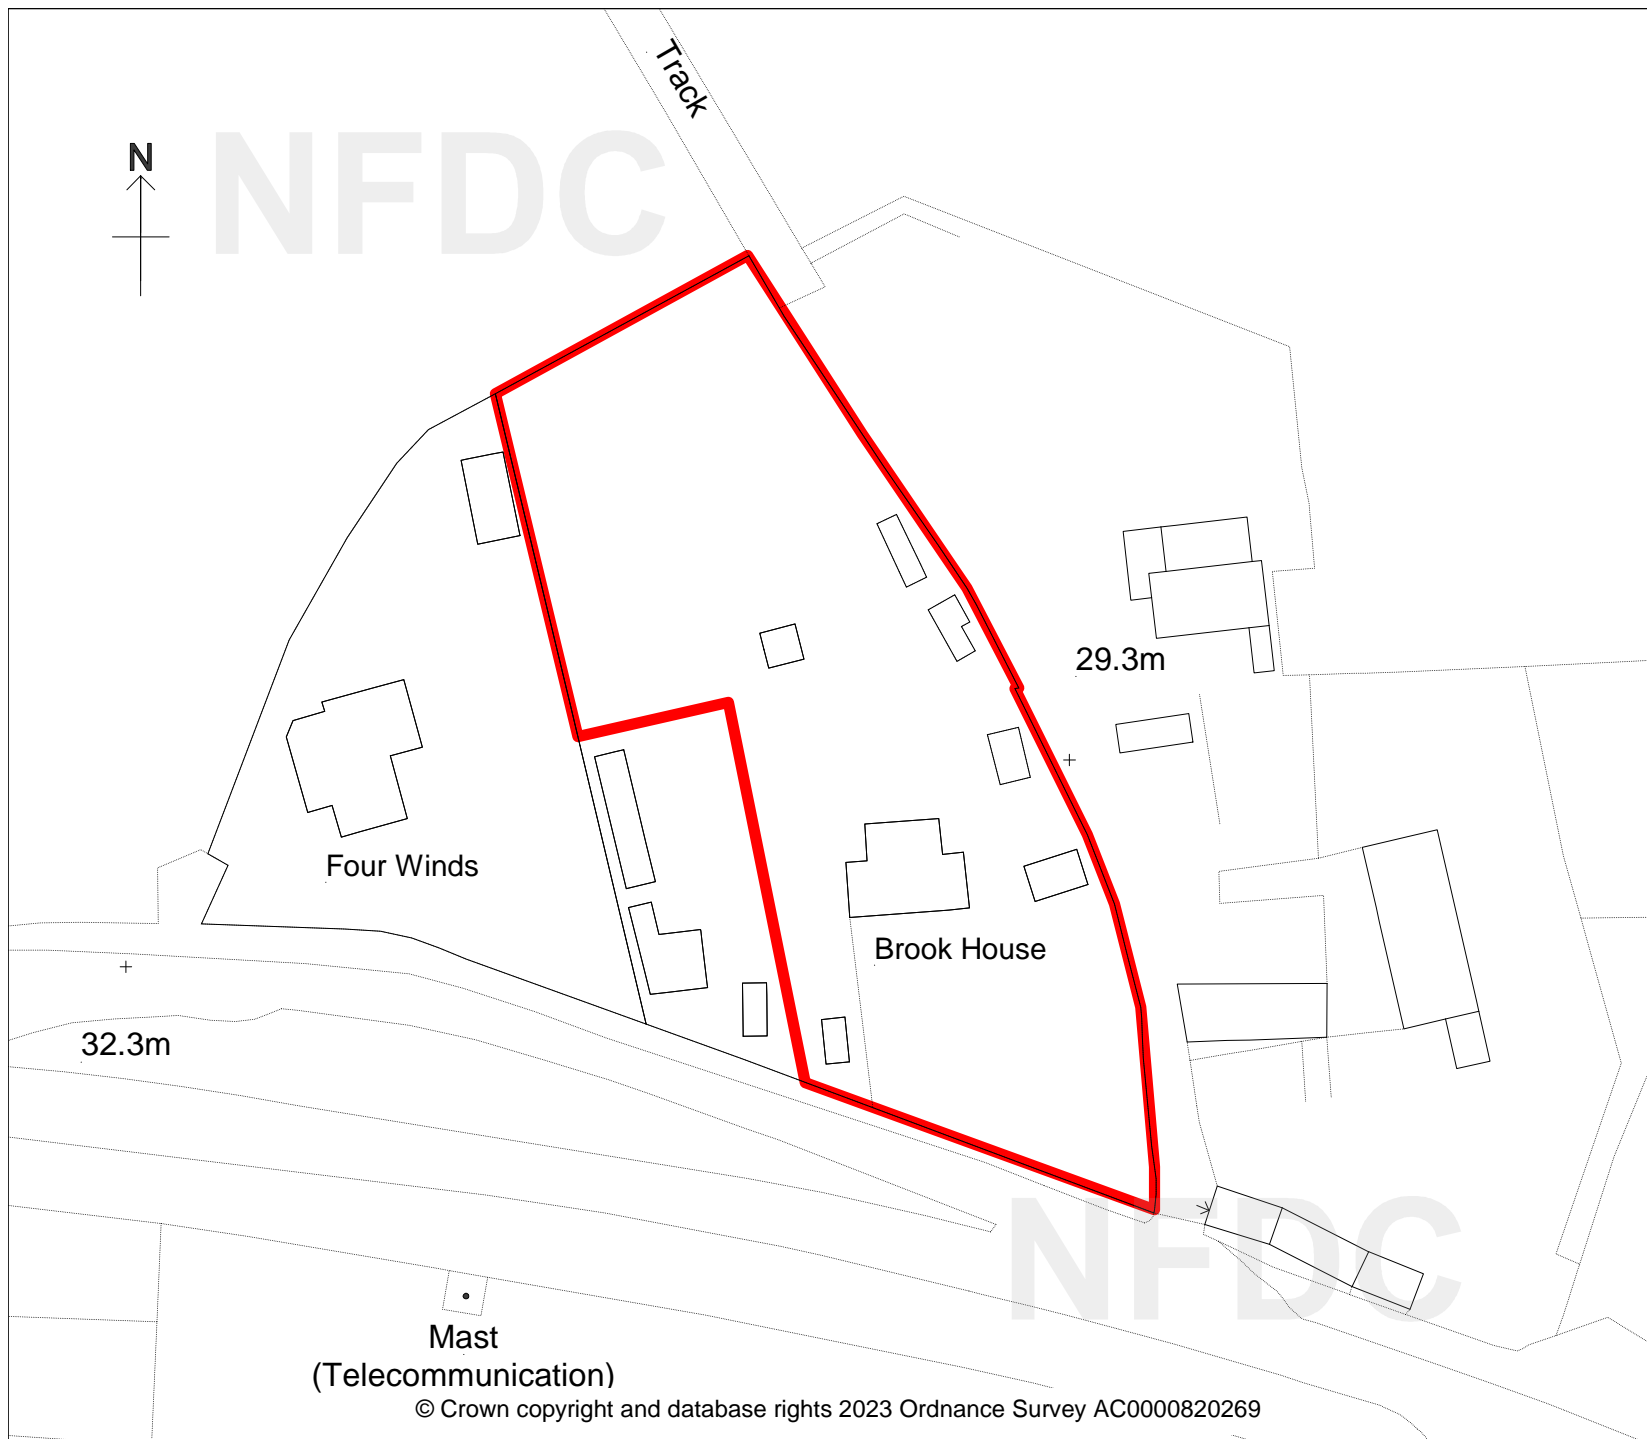 Track
N
NFDC
29.3m
Four Winds
Brook House
32.3m
NFDC
Mast
(Telecommunication)
© Crown copyright and database rights 2023 Ordnance Survey AC0000820269